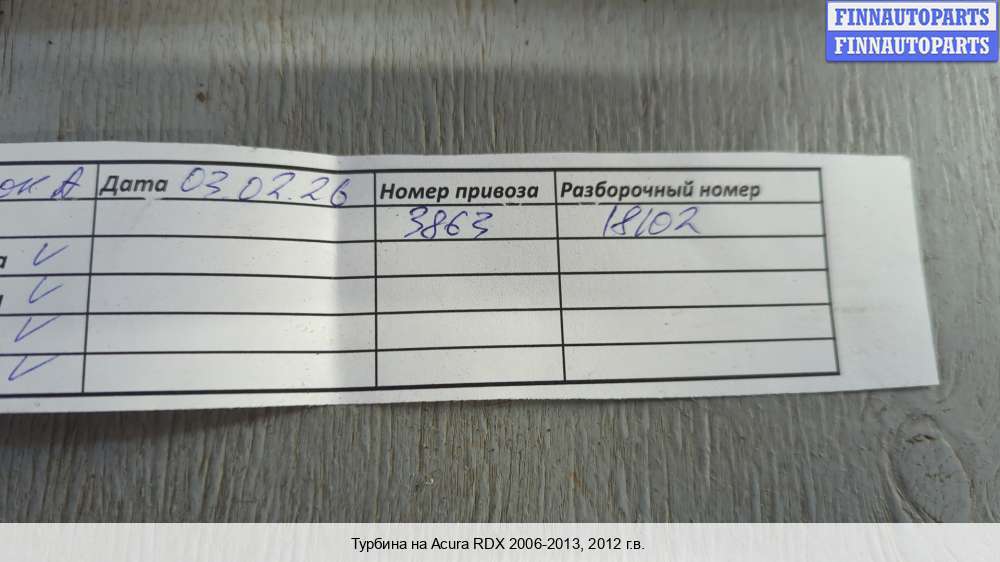 FINNAUTOPARTS
FINNAUTOPARTS
Дата 03.02.26 Номер привоза Разборочный номер
3863 18102
Турбина на Acura RDX 2006-2013, 2012 г.в.